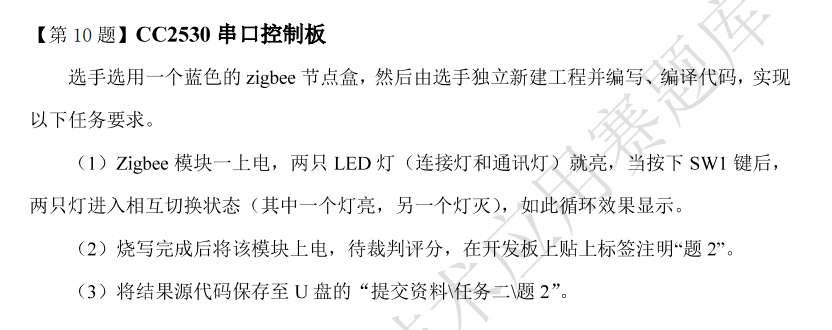 【第 10 题】CC2530 串口控制板
选手选用一个蓝色的 zigbee 节点盒，然后由选手独立新建工程并编写、编译代码，实现
以下任务要求。
（1）Zigbee 模块一上电，两只 LED 灯（连接灯和通讯灯）就亮，当按下 SW1 键后，
两只灯进入相互切换状态（其中一个灯亮，另一个灯灭），如此循环效果显示。
（2）烧写完成后将该模块上电，待裁判评分，在开发板上贴上标签注明“题 2”。
（3）将结果源代码保存至 U 盘的“提交资料\任务二\题 2”。
术应用赛题库